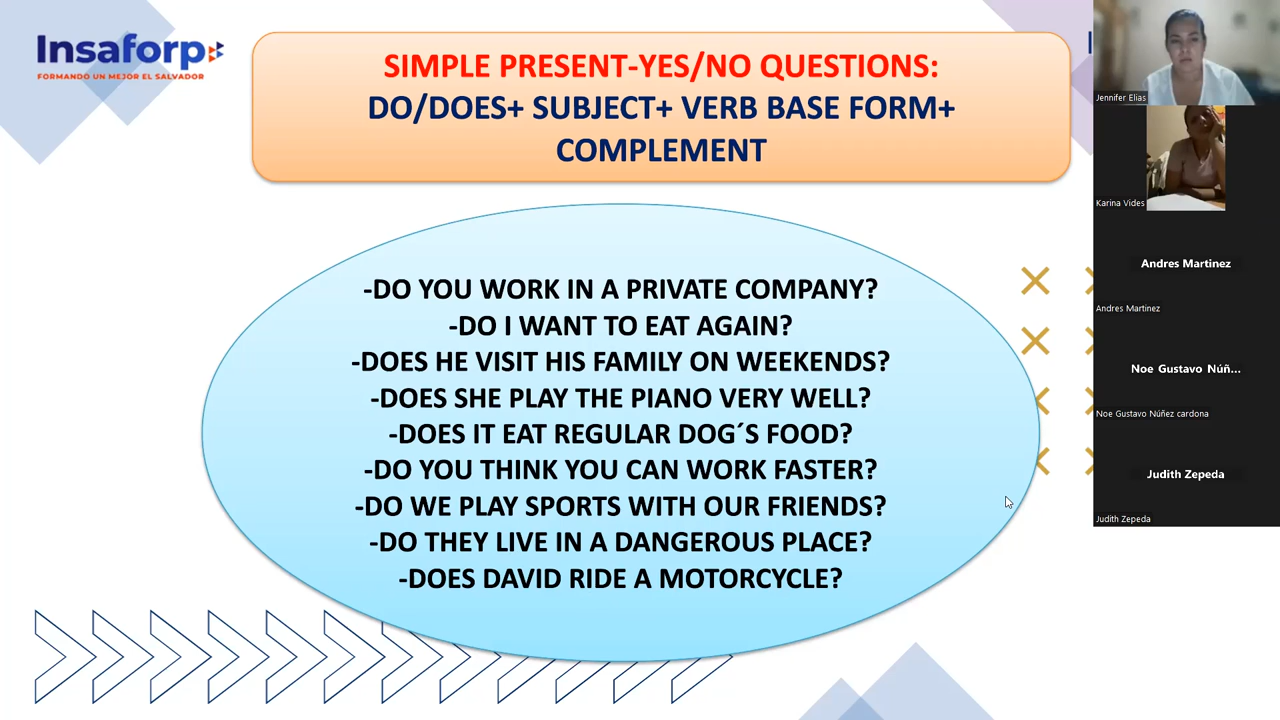 Insaforp
FORMANDO UN MEJOR EL SALVADOR
SIMPLE PRESENT-YES/NO QUESTIONS:
DO/DOES+ SUBJECT+ VERB BASE FORM+
COMPLEMENT
-DO YOU WORK IN A PRIVATE COMPANY?
-DO I WANT TO EAT AGAIN?
-DOES HE VISIT HIS FAMILY ON WEEKENDS?
-DOES SHE PLAY THE PIANO VERY WELL?
-DOES IT EAT REGULAR DOG´S FOOD?
-DO YOU THINK YOU CAN WORK FASTER?
-DO WE PLAY SPORTS WITH OUR FRIENDS?
-DO THEY LIVE IN A DANGEROUS PLACE?
-DOES DAVID RIDE A MOTORCYCLE?
Jennifer Elias
Karina Vides
Andres Martinez
Andres Martinez
Noe Gustavo Núñ...
Noe Gustavo Núñez cardona
Judith Zepeda
Judith Zepeda